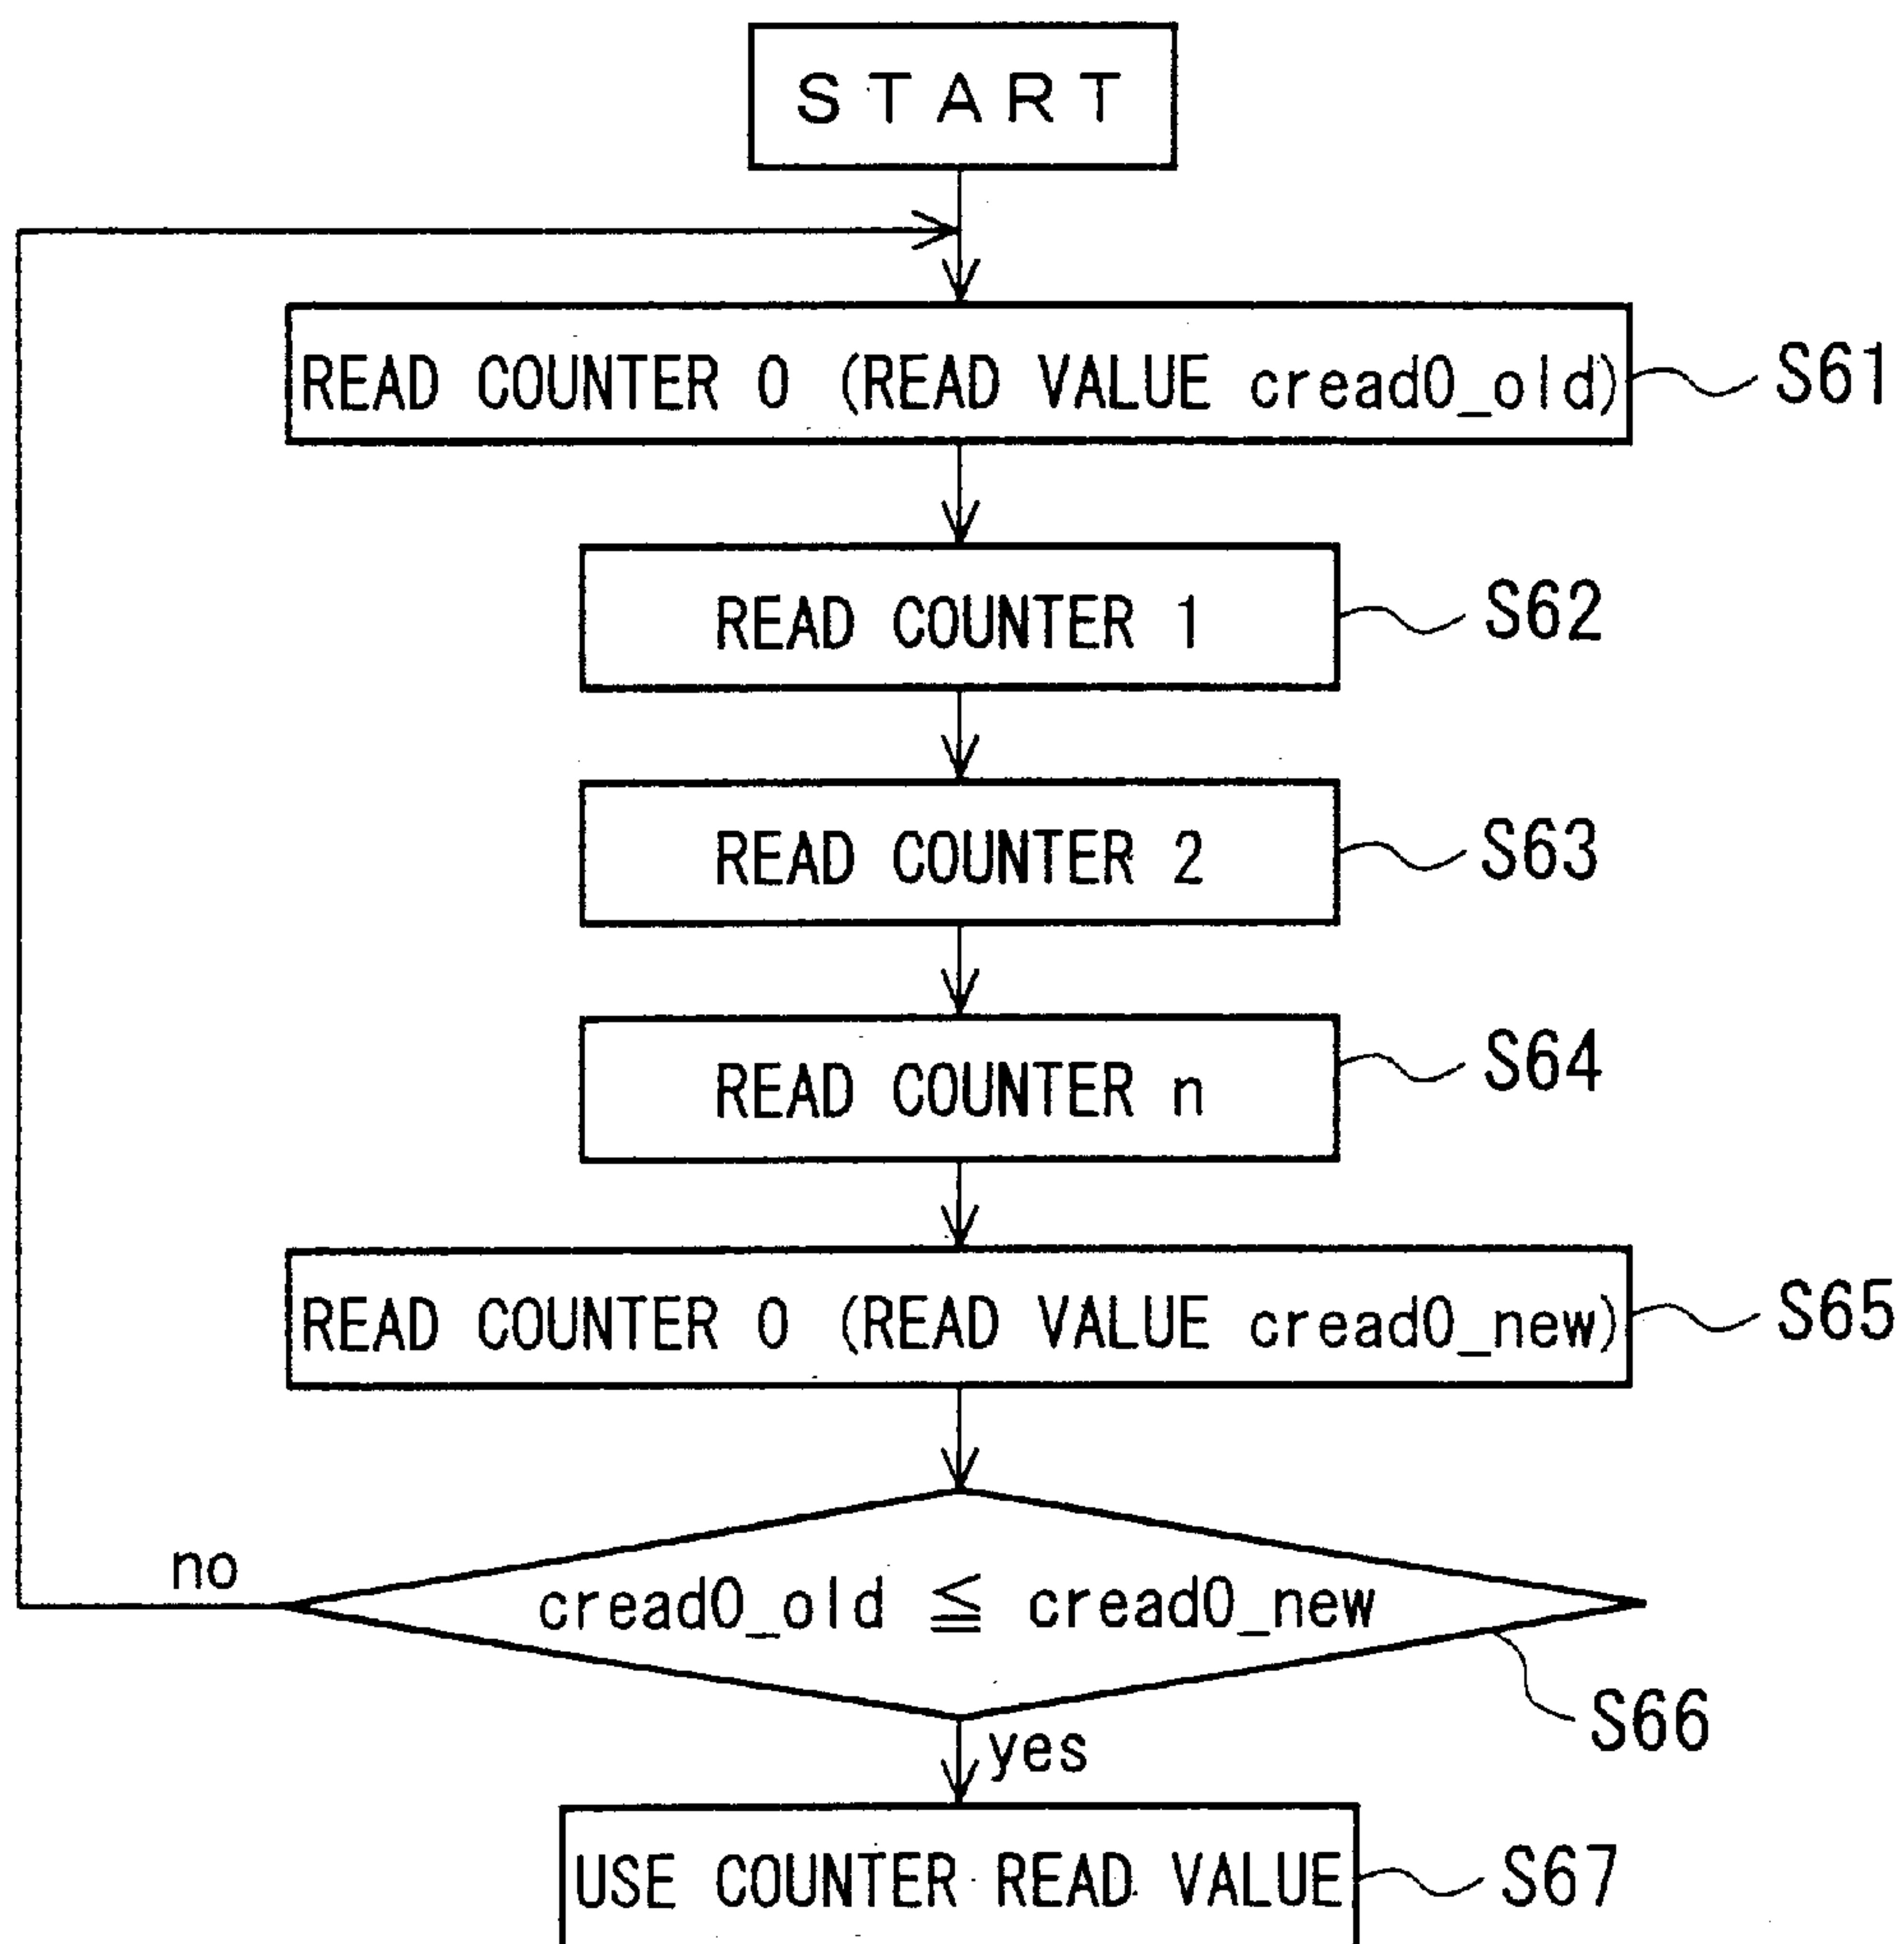 START
READ COUNTER 0 (READ VALUE cread0_old)
S61
READ COUNTER 1
S62
READ COUNTER 2
S63
READ COUNTER n
S64
READ COUNTER 0 (READ VALUE cread0_new)
S65
no
cread0_old ≦ cread0_new
S66
yes
USE COUNTER READ VALUE
S67